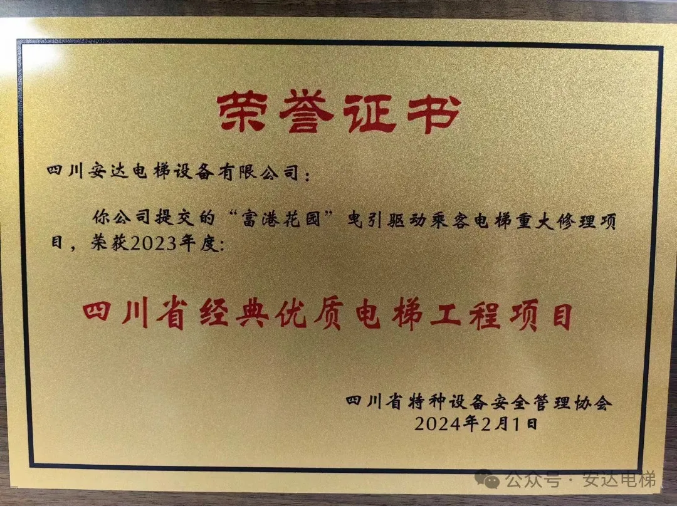 荣誉证书
四川安达电梯设备有限公司：
你公司提交的“富港花园”曳引驱动乘客电梯重大修理项
目，荣获2023年度：
四川省经典优质电梯工程项目
四川省特种设备安全管理协会
2024年2月1日
公众号·安达电梯